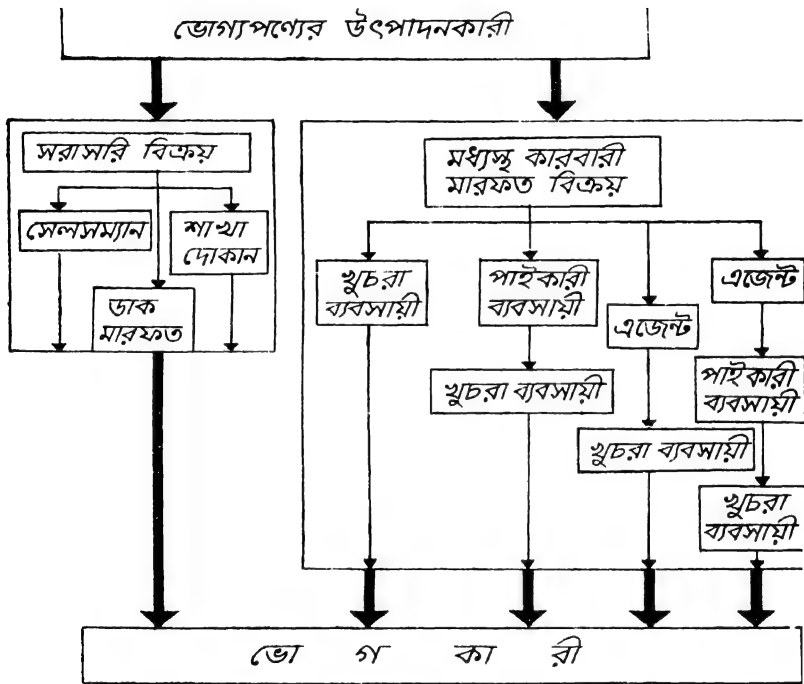 ভোগ্যপণ্যের উৎপাদনকারী
সরাসরি বিক্রয়
সেলসম্যান
শাখা
দোকান
ডাক
মারফত
মধ্যস্থ কারবারী
মারফত বিক্রয়
খুচরা
ব্যবসায়ী
পাইকারী
ব্যবসায়ী
খুচরা ব্যবসায়ী
এজেন্ট
খুচরা ব্যবসায়ী
এজেন্ট
পাইকারী
ব্যবসায়ী
খুচরা
ব্যবসায়ী
ভো গ কা রী